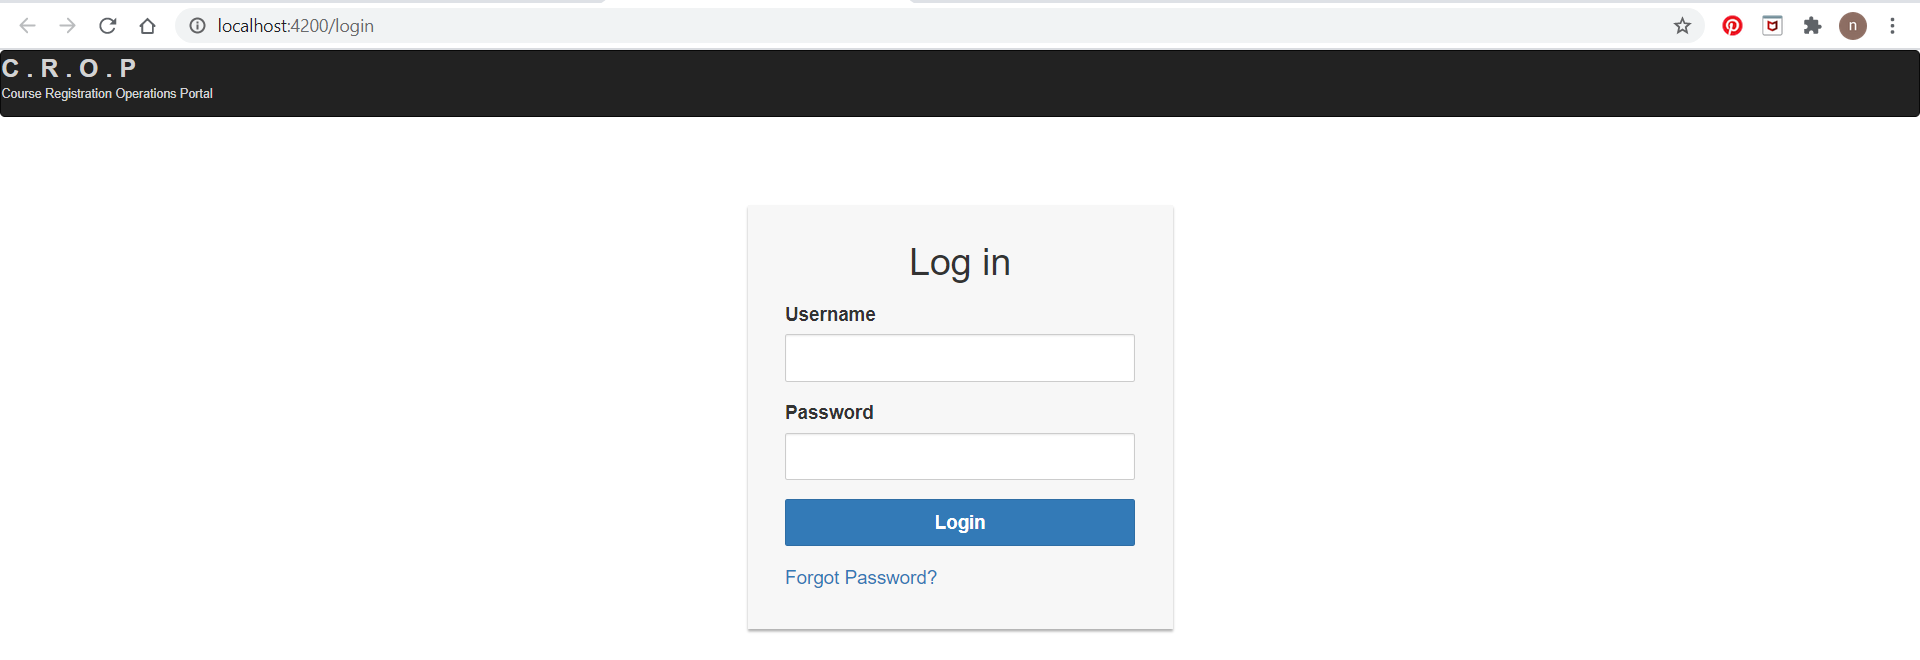 localhost:4200/login
n
C . R . O . P
Course Registration Operations Portal
Log in
Username
Password
Login
Forgot Password?